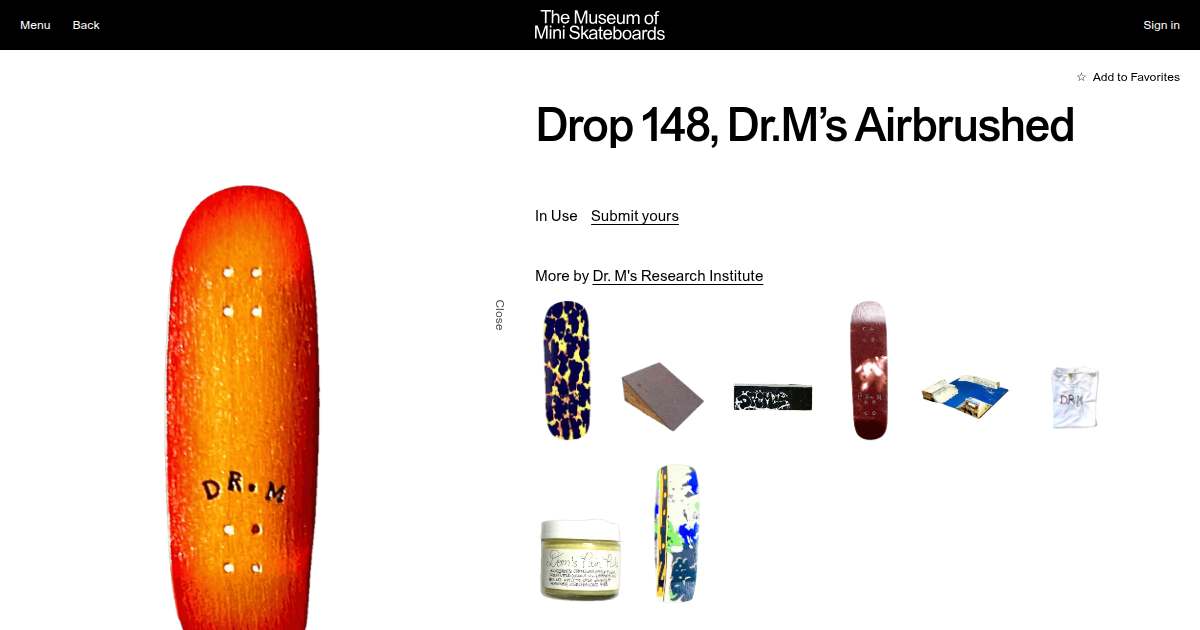 Menu
Back
The Museum of
Mini Skateboards
Sign in
☆ Add to Favorites
Drop 148, Dr.M’s Airbrushed
In Use
Submit yours
More by Dr. M's Research Institute
Close
DR.M
DRM